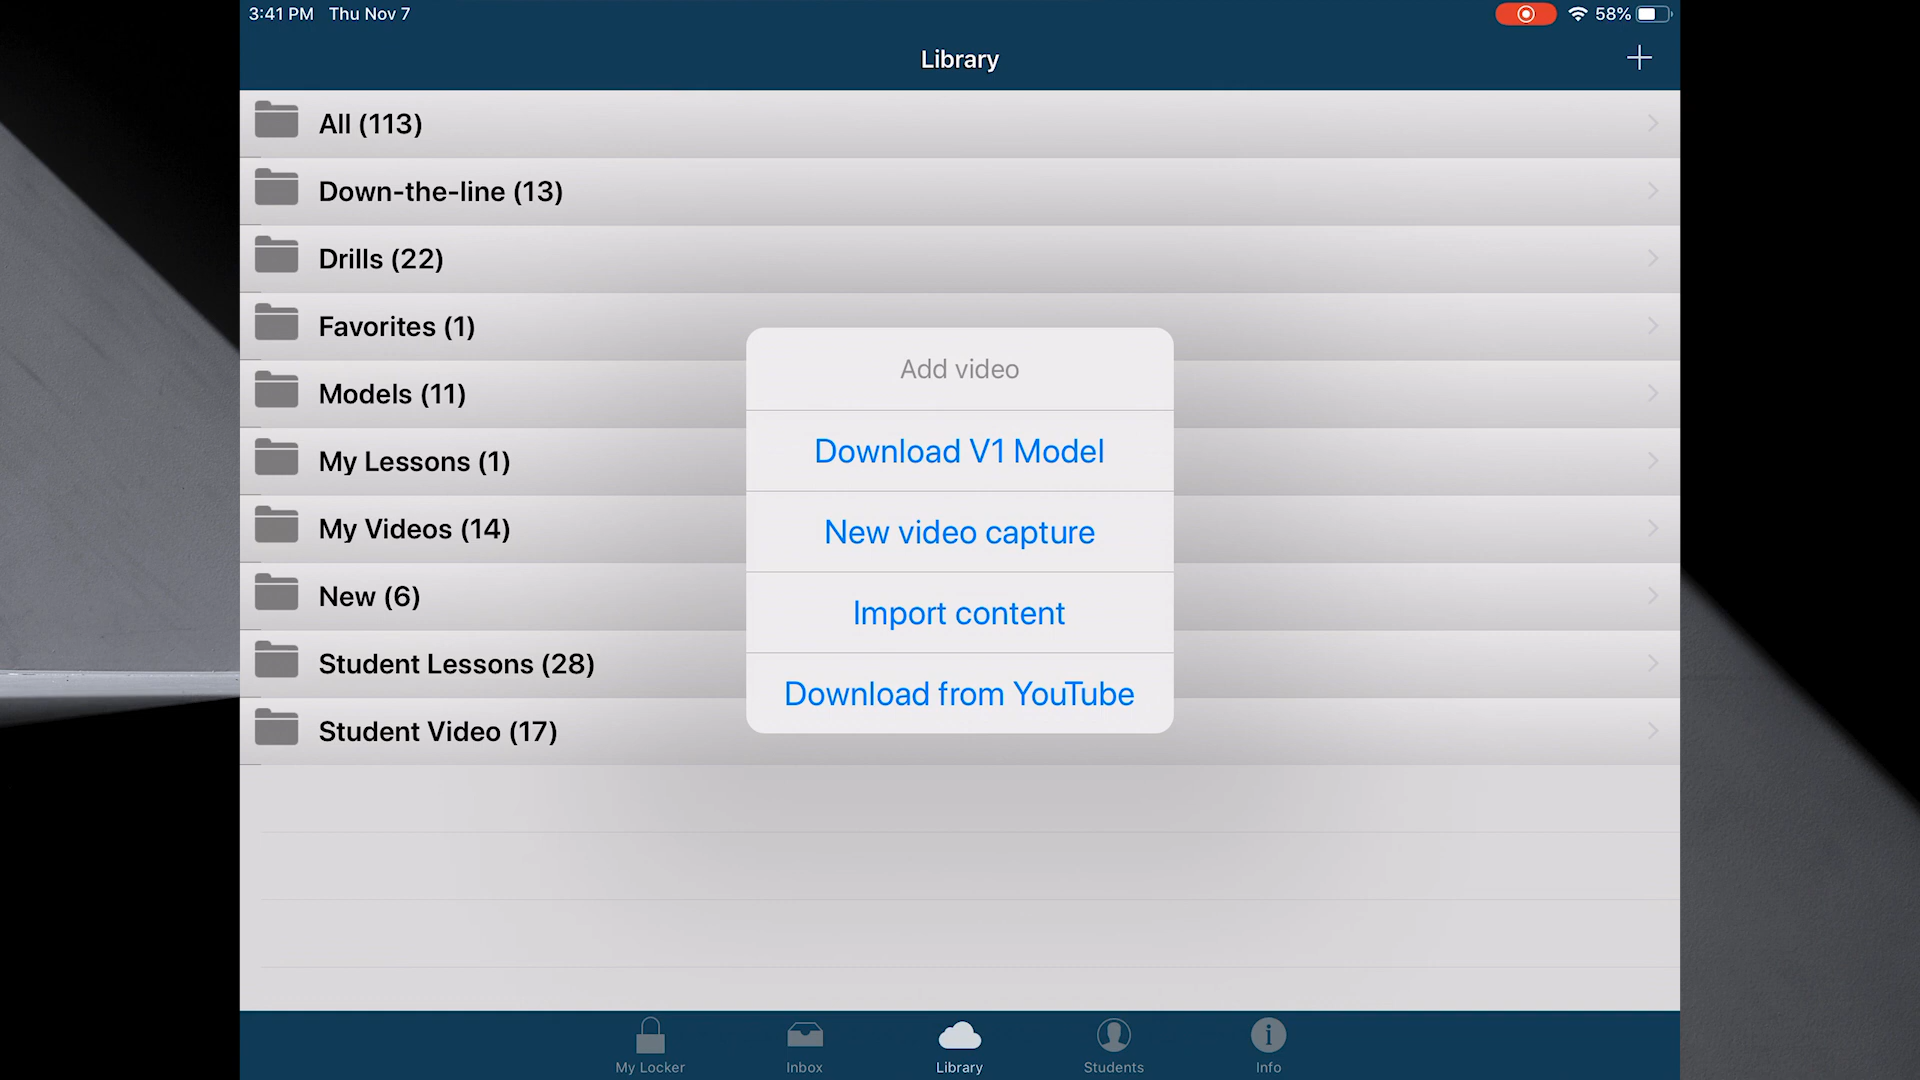 3:41 PM Thu Nov 7
58%
Library
All (113)
Down-the-line (13)
Drills (22)
Favorites (1)
Models (11)
My Lessons (1)
My Videos (14)
New (6)
Student Lessons (28)
Student Video (17)
Add video
Download V1 Model
New video capture
Import content
Download from YouTube
My Locker
Inbox
Library
Students
Info